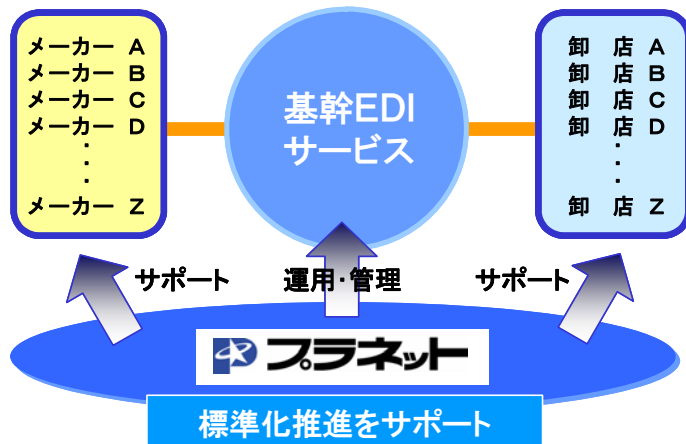 メーカー A
メーカー B
メーカー C
メーカー D
・
・
・
メーカー Z
基幹EDI
サービス
卸 店 A
卸 店 B
卸 店 C
卸 店 D
・
・
・
卸 店 Z
サポート
運用・管理
サポート
プラネット
標準化推進をサポート